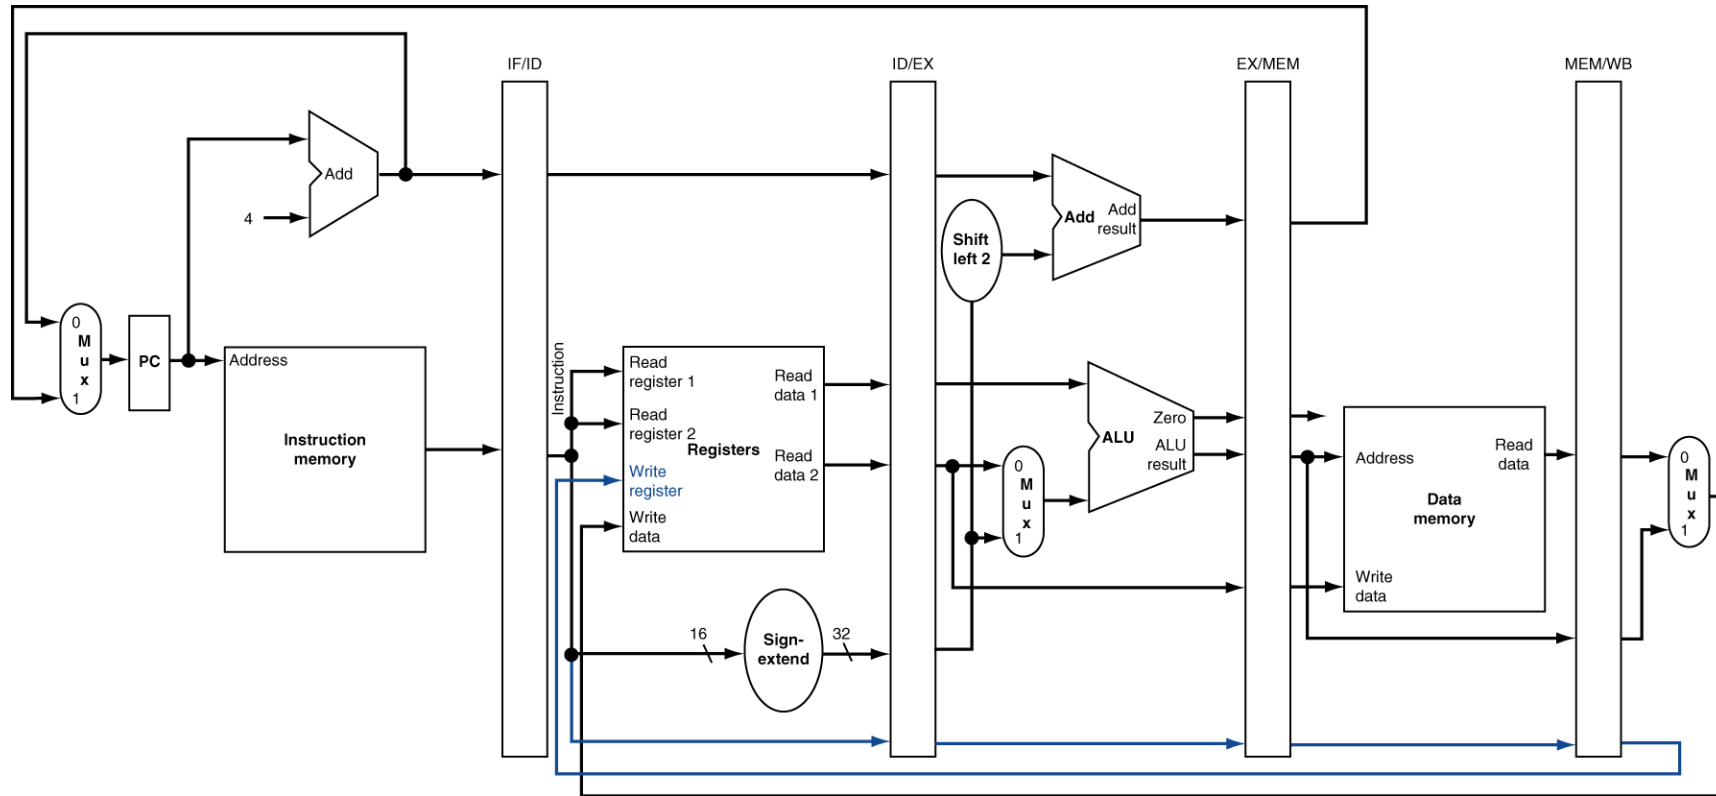 IF/ID
ID/EX
EX/MEM
MEM/WB
Add
4
Shift
left 2
Add
Add
result
0
M
u
x
1
PC
Address
Instruction
memory
Instruction
Read
register 1
Read
register 2
Write
register
Write
data
Registers
Read
data 1
Read
data 2
16
Sign-
extend
32
0
M
u
x
1
Zero
ALU
ALU
result
Address
Write
data
Data
memory
Read
data
0
M
u
x
1